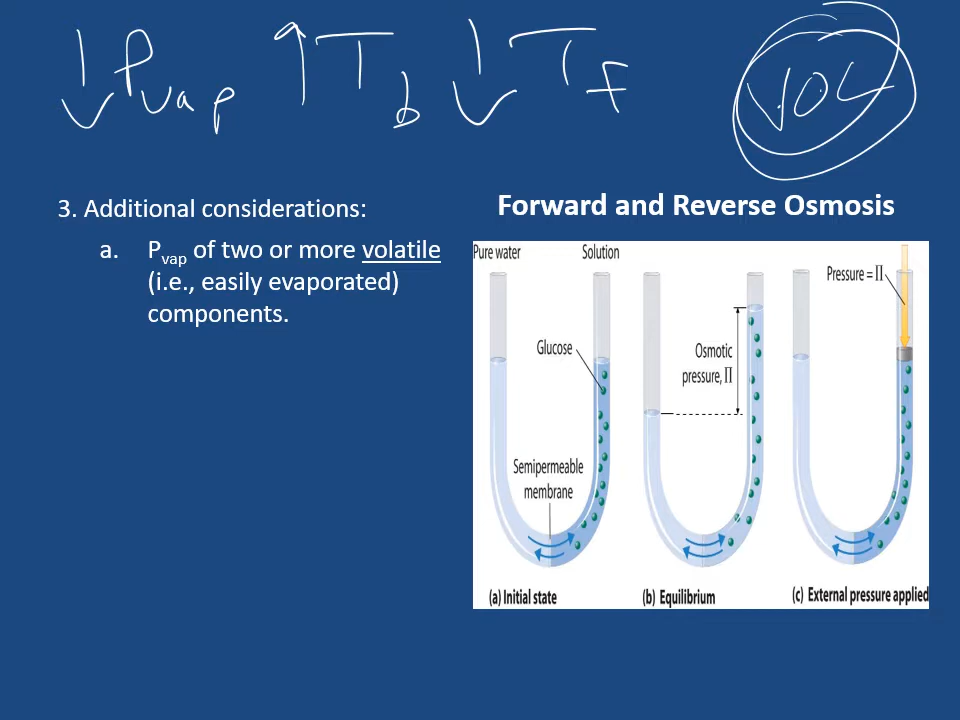 ↓ Pvap ↑ Tb ↓ Tf VOC
3. Additional considerations:
Forward and Reverse Osmosis
a. Pvap of two or more volatile
(i.e., easily evaporated)
components.
Pure water Solution
Pressure = Π
Glucose
Osmotic
pressure, Π
Semipermeable
membrane
(a) Initial state
(b) Equilibrium
(c) External pressure applied